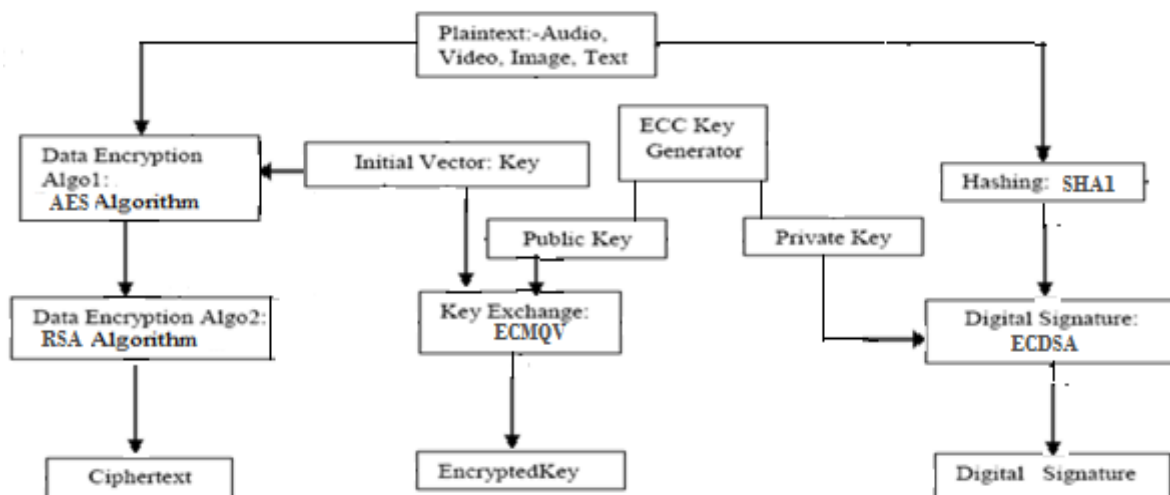 Plaintext:-Audio,
Video, Image, Text
Data Encryption
Algo1:
AES Algorithm
Initial Vector: Key
ECC Key
Generator
Hashing: SHA1
Public Key
Private Key
Data Encryption Algo2:
RSA Algorithm
Key Exchange:
ECMQV
Digital Signature:
ECDSA
Ciphertext
EncryptedKey
Digital Signature